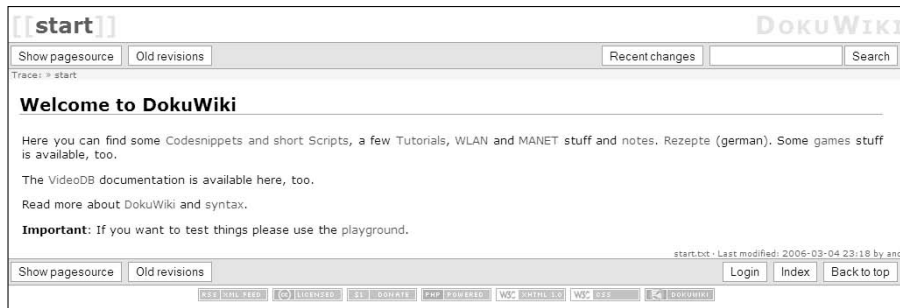 [[start]] DOKUWIKI
Show pagesource Old revisions Recent changes Search
Trace: » start
Welcome to DokuWiki
Here you can find some Codesnippets and short Scripts, a few Tutorials, WLAN and MANET stuff and notes. Rezepte (german). Some games stuff
is available, too.
The VideoDB documentation is available here, too.
Read more about DokuWiki and syntax.
Important: If you want to test things please use the playground.
start.txt · Last modified: 2006-03-04 23:18 by
Show pagesource Old revisions Login Index Back to top
RSS XML FEED (cc) LICENSED $1 DONATE PHP POWERED W3C XHTML 1.0 W3C CSS DOKUWIKI